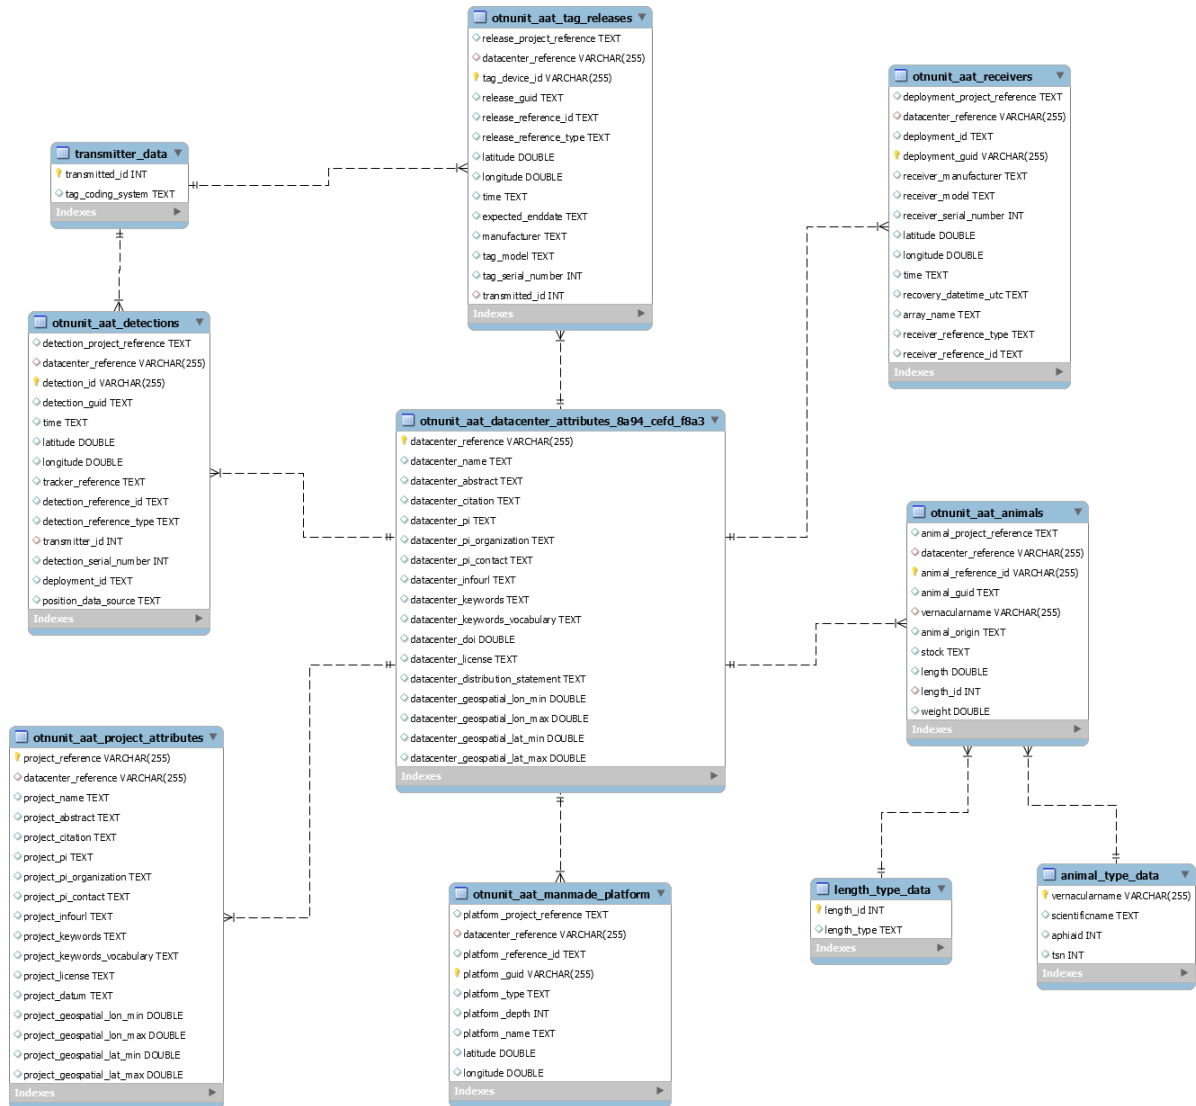 otnunit_aat_tag_releases
release_project_reference TEXT
datacenter_reference VARCHAR(255)
tag_device_id VARCHAR(255)
release_guid TEXT
release_reference_id TEXT
release_reference_type TEXT
latitude DOUBLE
longitude DOUBLE
time TEXT
expected_enddate TEXT
manufacturer TEXT
tag_model TEXT
tag_serial_number INT
transmitted_id INT
Indexes
otnunit_aat_receivers
deployment_project_reference TEXT
datacenter_reference VARCHAR(255)
deployment_id TEXT
deployment_guid VARCHAR(255)
receiver_manufacturer TEXT
receiver_model TEXT
receiver_serial_number INT
latitude DOUBLE
longitude DOUBLE
time TEXT
recovery_datetime_utc TEXT
array_name TEXT
receiver_reference_type TEXT
receiver_reference_id TEXT
Indexes
transmitter_data
transmitted_id INT
tag_coding_system TEXT
Indexes
otnunit_aat_detections
detection_project_reference TEXT
datacenter_reference VARCHAR(255)
detection_id VARCHAR(255)
detection_guid TEXT
time TEXT
latitude DOUBLE
longitude DOUBLE
tracker_reference TEXT
detection_reference_id TEXT
detection_reference_type TEXT
transmitter_id INT
detection_serial_number INT
deployment_id TEXT
position_data_source TEXT
Indexes
otnunit_aat_datacenter_attributes_8a94_cefd_f8a3
datacenter_reference VARCHAR(255)
datacenter_name TEXT
datacenter_abstract TEXT
datacenter_citation TEXT
datacenter_pi TEXT
datacenter_pi_organization TEXT
datacenter_pi_contact TEXT
datacenter_infourl TEXT
datacenter_keywords TEXT
datacenter_keywords_vocabulary TEXT
datacenter_doi DOUBLE
datacenter_license TEXT
datacenter_distribution_statement TEXT
datacenter_geospatial_lon_min DOUBLE
datacenter_geospatial_lon_max DOUBLE
datacenter_geospatial_lat_min DOUBLE
datacenter_geospatial_lat_max DOUBLE
Indexes
otnunit_aat_animals
animal_project_reference TEXT
datacenter_reference VARCHAR(255)
animal_reference_id VARCHAR(255)
animal_guid TEXT
vernacularname VARCHAR(255)
animal_origin TEXT
stock TEXT
length DOUBLE
length_id INT
weight DOUBLE
Indexes
otnunit_aat_project_attributes
project_reference VARCHAR(255)
datacenter_reference VARCHAR(255)
project_name TEXT
project_abstract TEXT
project_citation TEXT
project_pi TEXT
project_pi_organization TEXT
project_pi_contact TEXT
project_infourl TEXT
project_keywords TEXT
project_keywords_vocabulary TEXT
project_license TEXT
project_datum TEXT
project_geospatial_lon_min DOUBLE
project_geospatial_lon_max DOUBLE
project_geospatial_lat_min DOUBLE
project_geospatial_lat_max DOUBLE
Indexes
otnunit_aat_manmade_platform
platform_project_reference TEXT
datacenter_reference VARCHAR(255)
platform_reference_id TEXT
platform_guid VARCHAR(255)
platform_type TEXT
platform_depth INT
platform_name TEXT
latitude DOUBLE
longitude DOUBLE
Indexes
length_type_data
length_id INT
length_type TEXT
Indexes
animal_type_data
vernacularname VARCHAR(255)
scientificname TEXT
aphiaid INT
tsn INT
Indexes